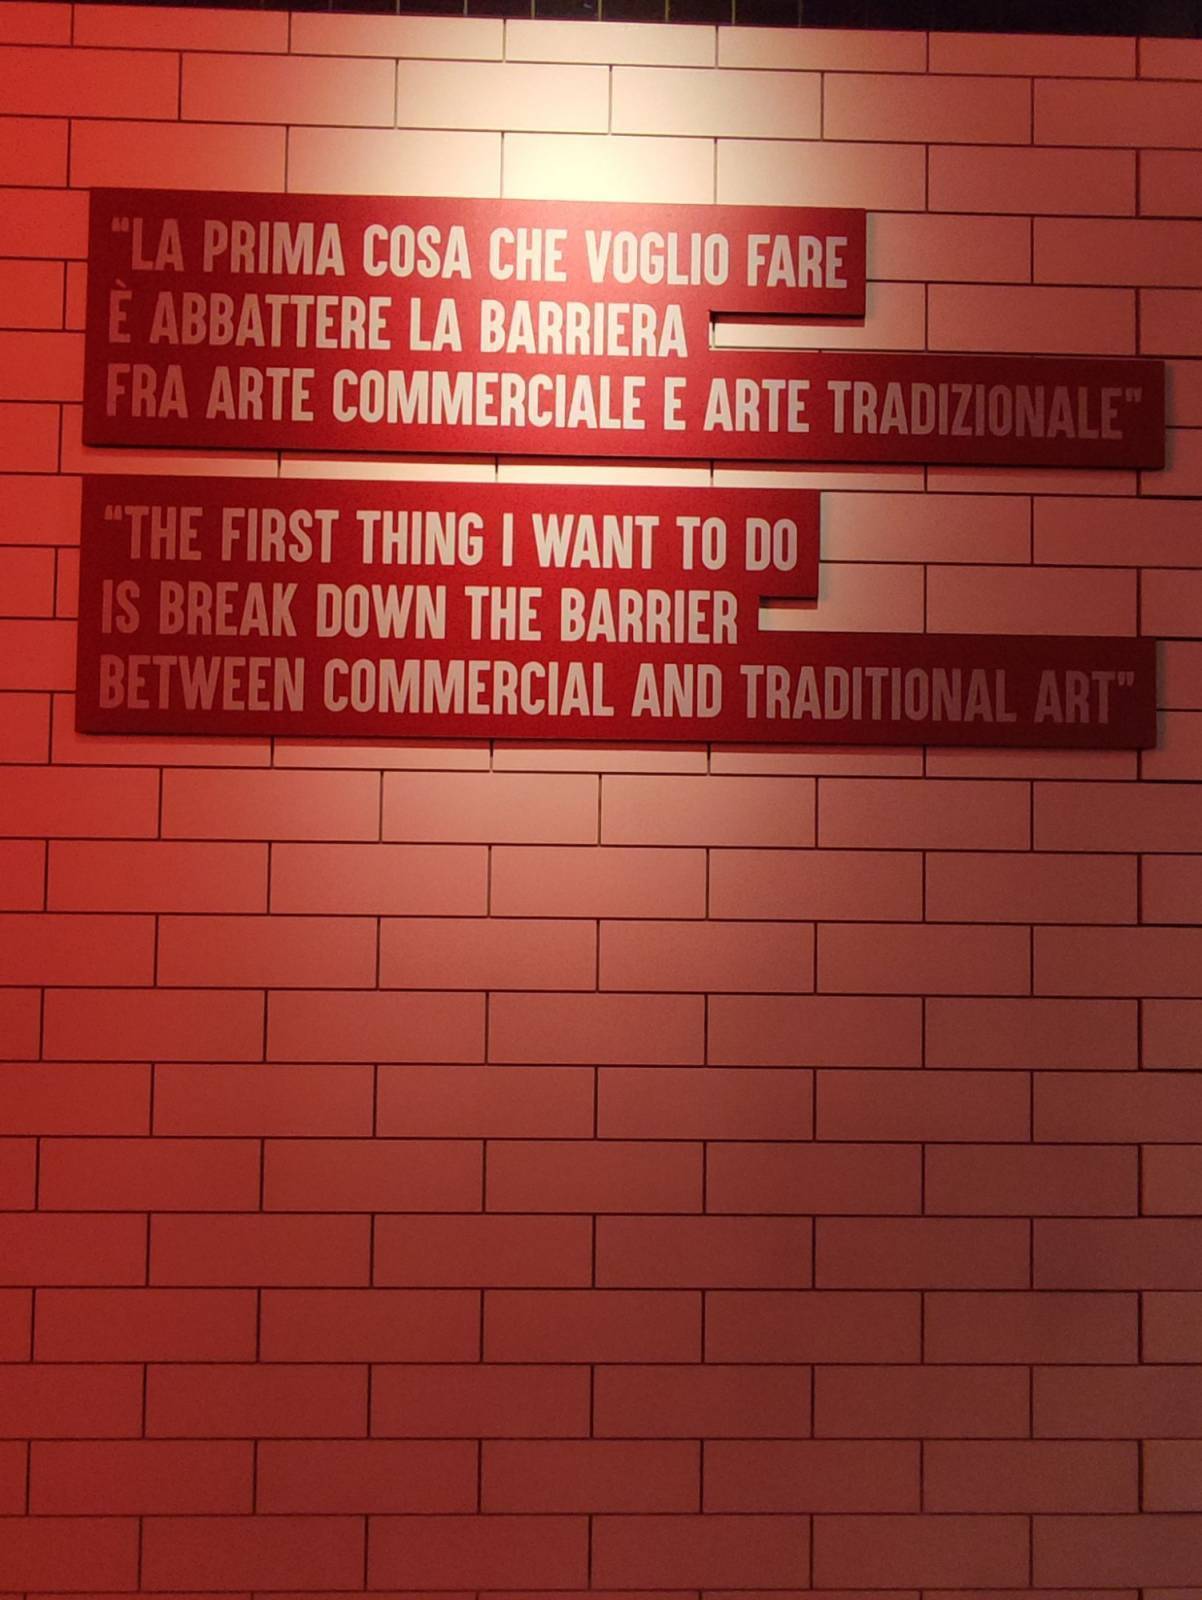 “LA PRIMA COSA CHE VOGLIO FARE
È ABBATTERE LA BARRIERA
FRA ARTE COMMERCIALE E ARTE TRADIZIONALE”
“THE FIRST THING I WANT TO DO
IS BREAK DOWN THE BARRIER
BETWEEN COMMERCIAL AND TRADITIONAL ART”